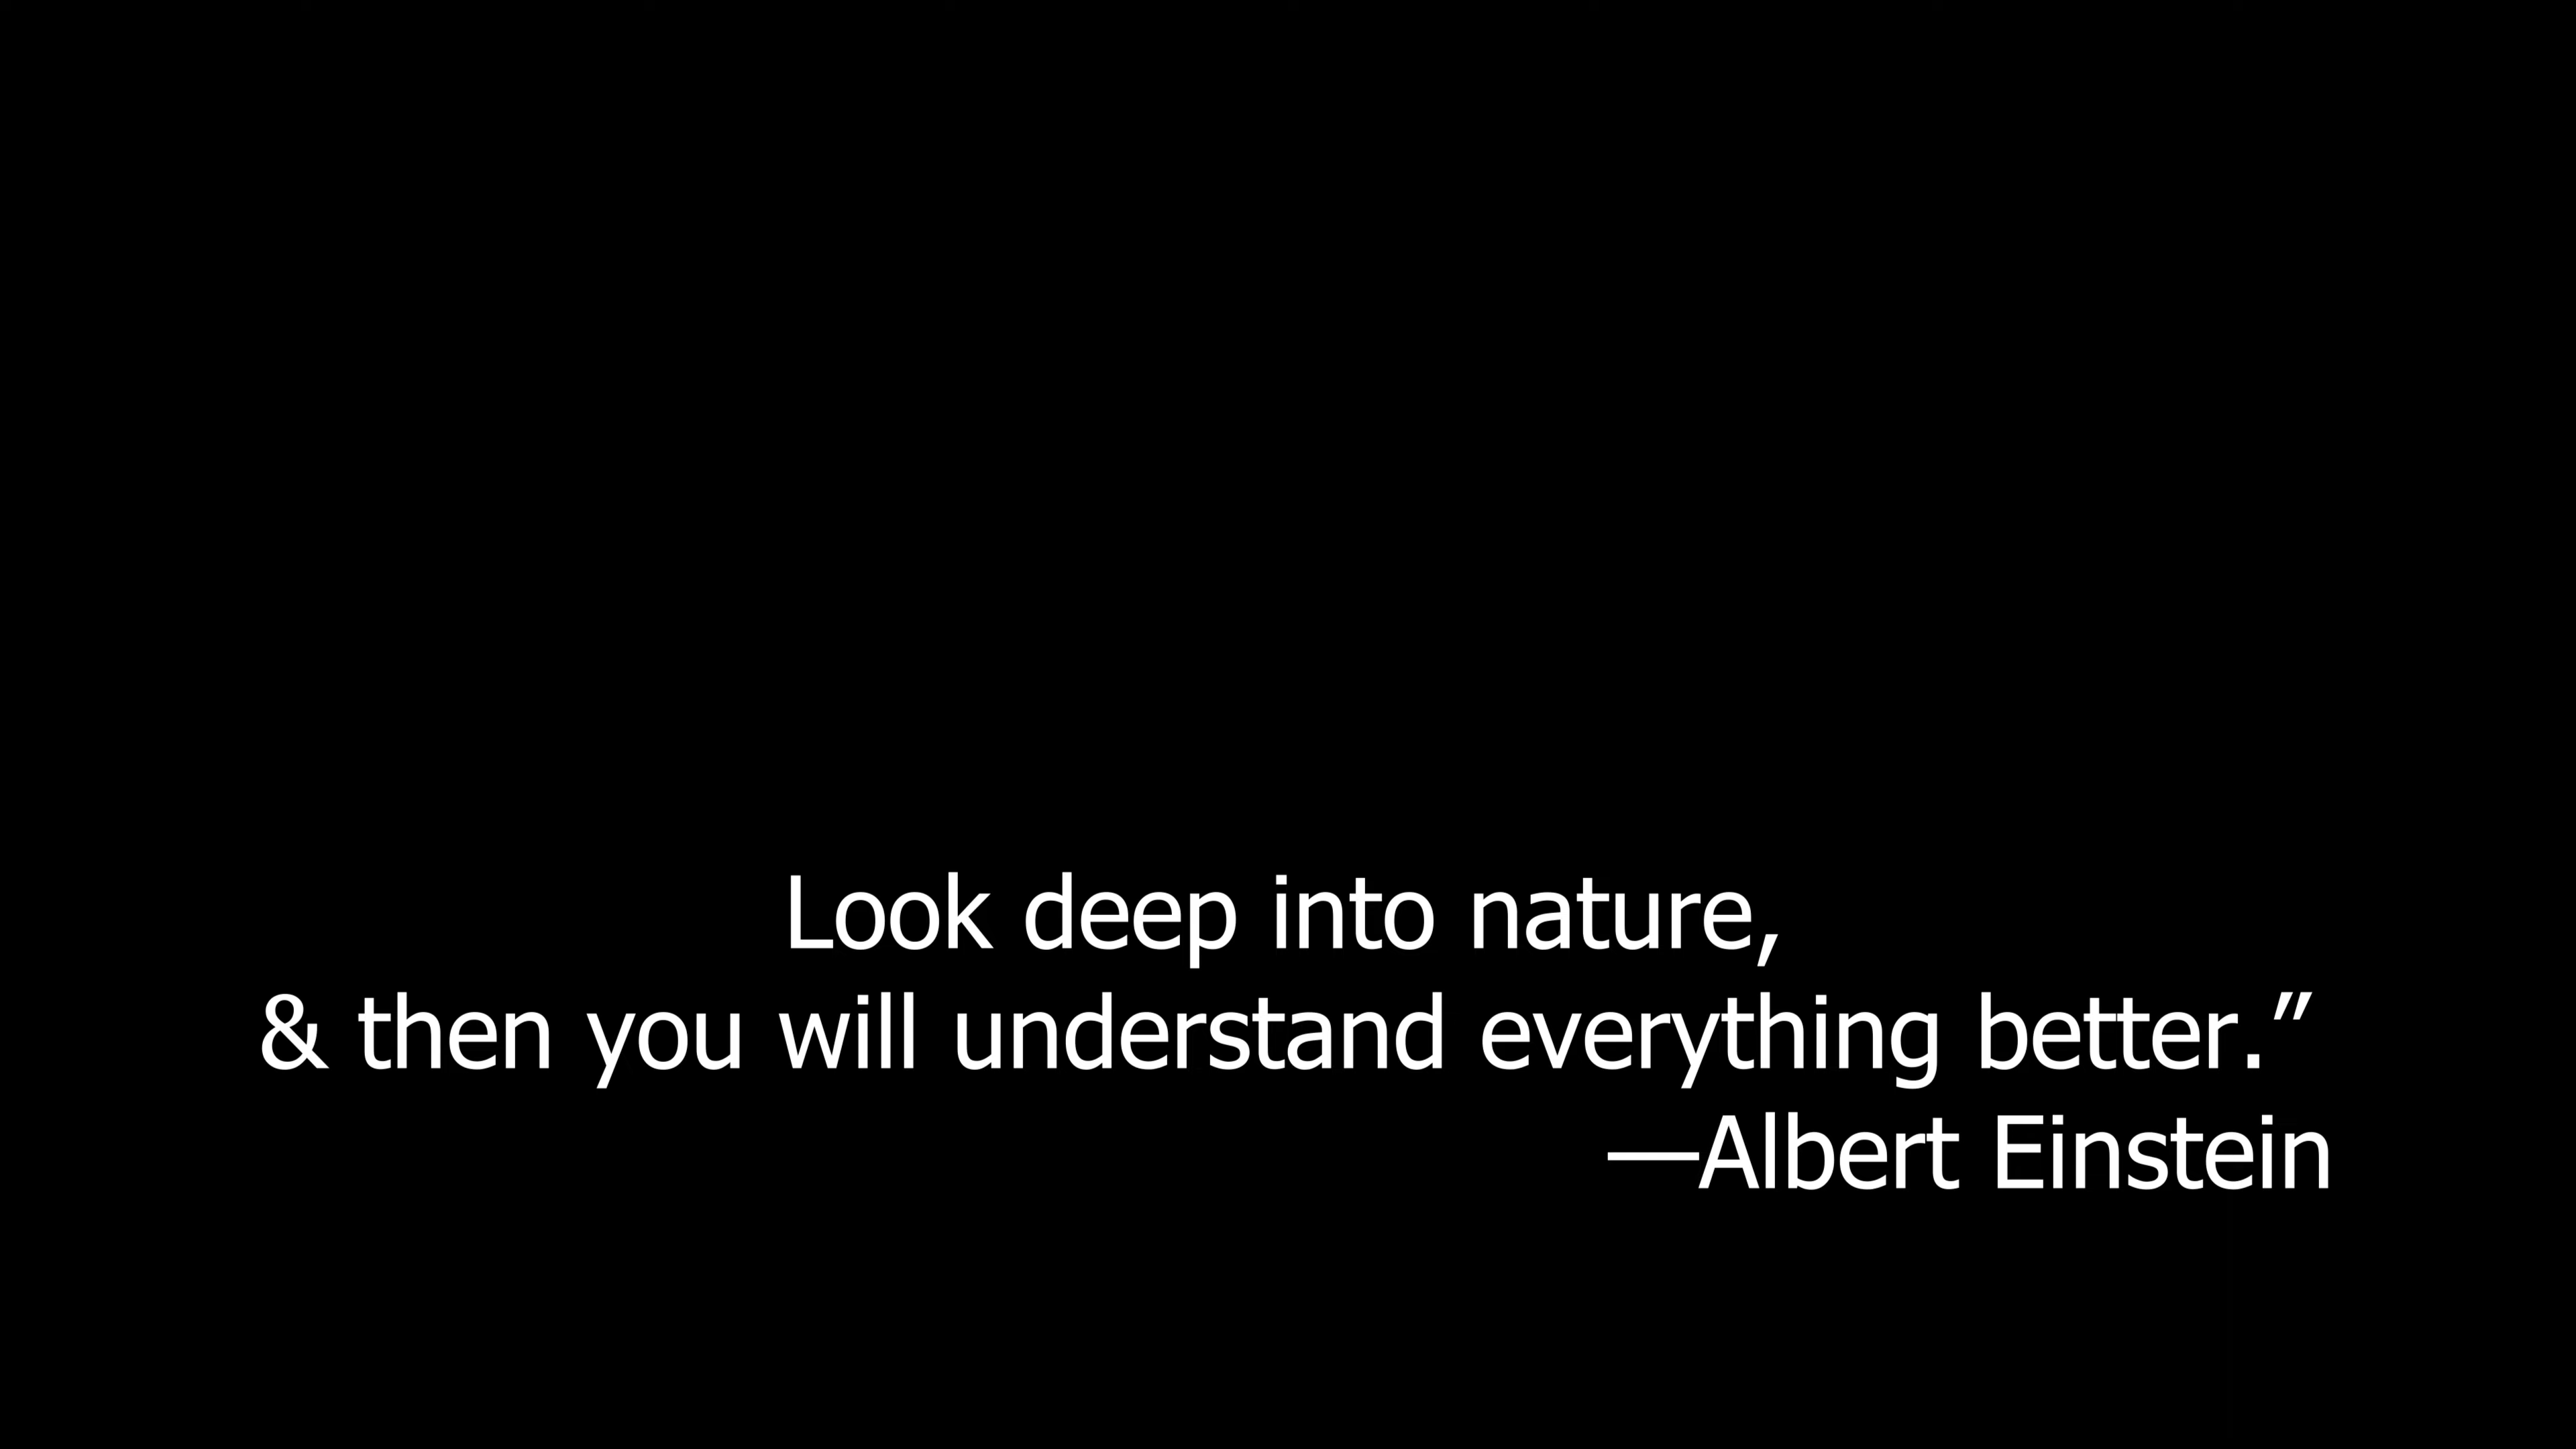 Look deep into nature,
& then you will understand everything better.”
—Albert Einstein